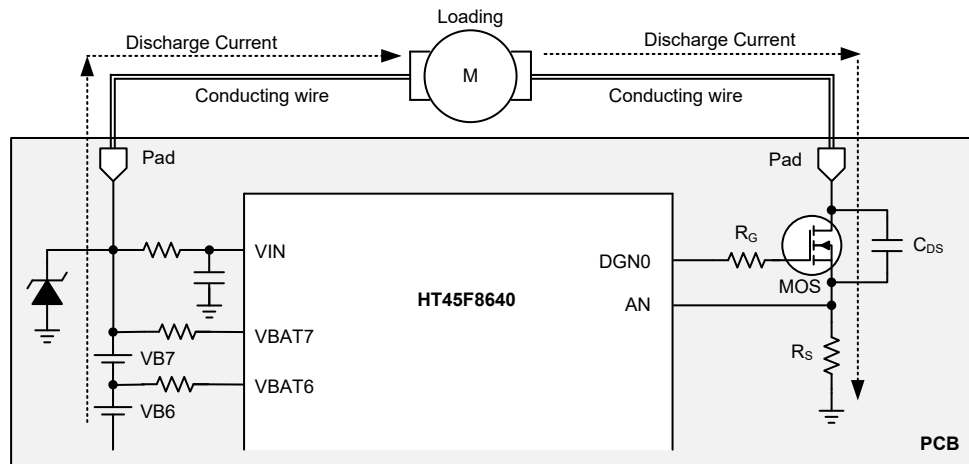 Loading
Discharge Current
Discharge Current
M
Conducting wire
Conducting wire
Pad
Pad
VIN
RG
CDS
DGN0
MOS
HT45F8640
AN
VBAT7
RS
VB7
VBAT6
VB6
PCB